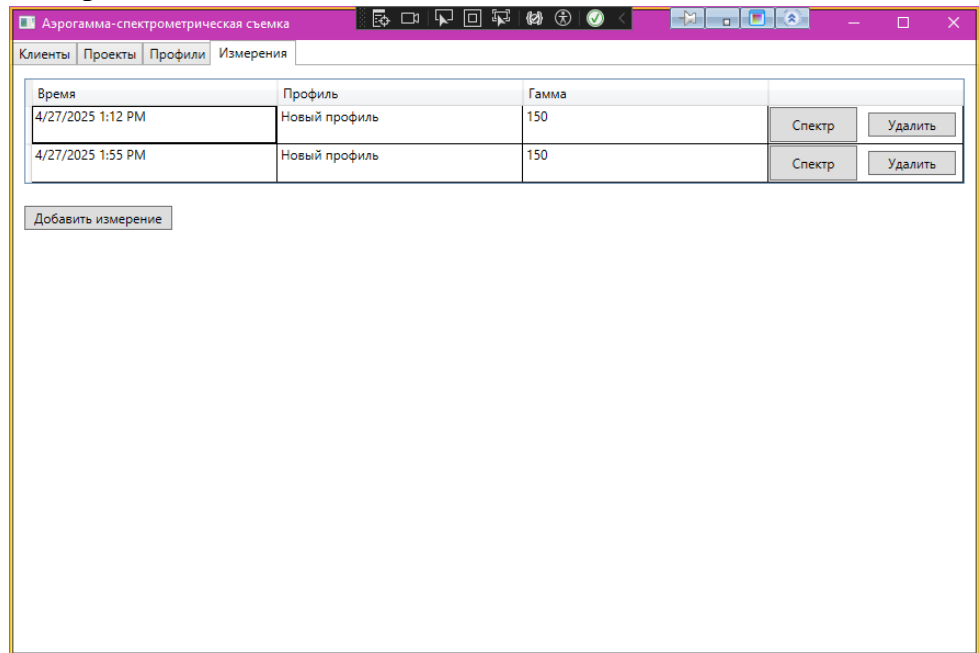 Аэрогамма-спектрометрическая съемка
Клиенты Проекты Профили Измерения
Время Профиль Гамма
4/27/2025 1:12 PM Новый профиль 150 Спектр Удалить
4/27/2025 1:55 PM Новый профиль 150 Спектр Удалить
Добавить измерение